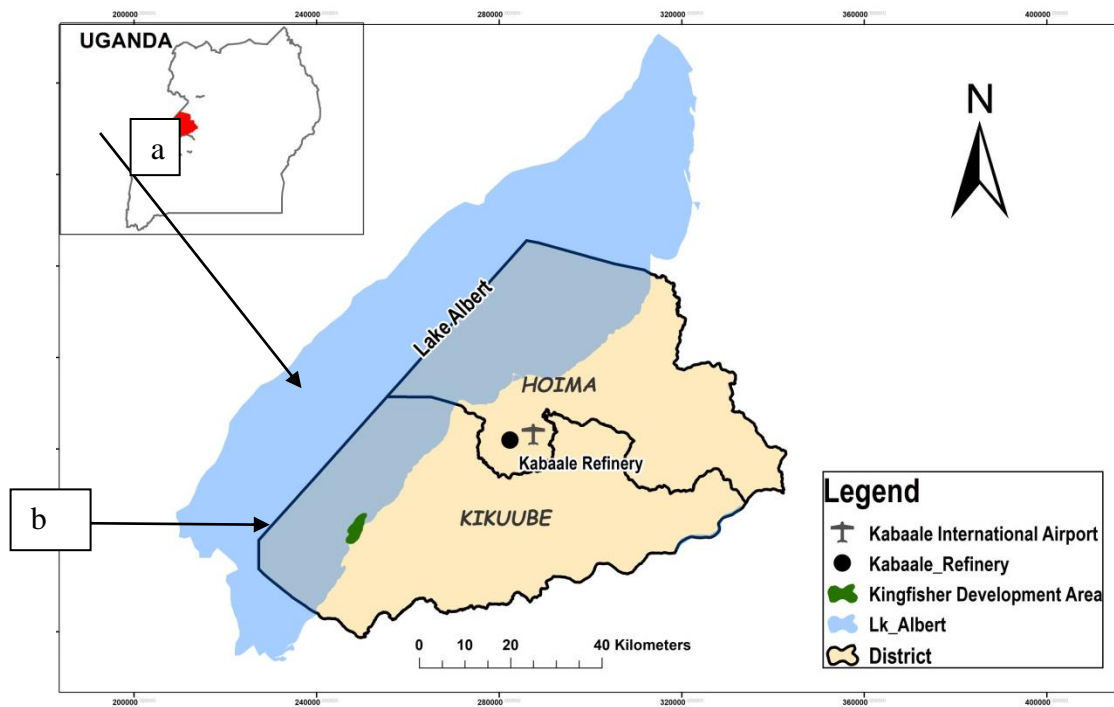 200000
240000
280000
320000
360000
400000
UGANDA
a
N
Lake Albert
HOIMA
Kabaale Refinery
KIKUUBE
b
Legend
Kabaale International Airport
Kabaale_Refinery
Kingfisher Development Area
Lk_Albert
District
0 10 20 40 Kilometers
200000
240000
280000
320000
360000
400000